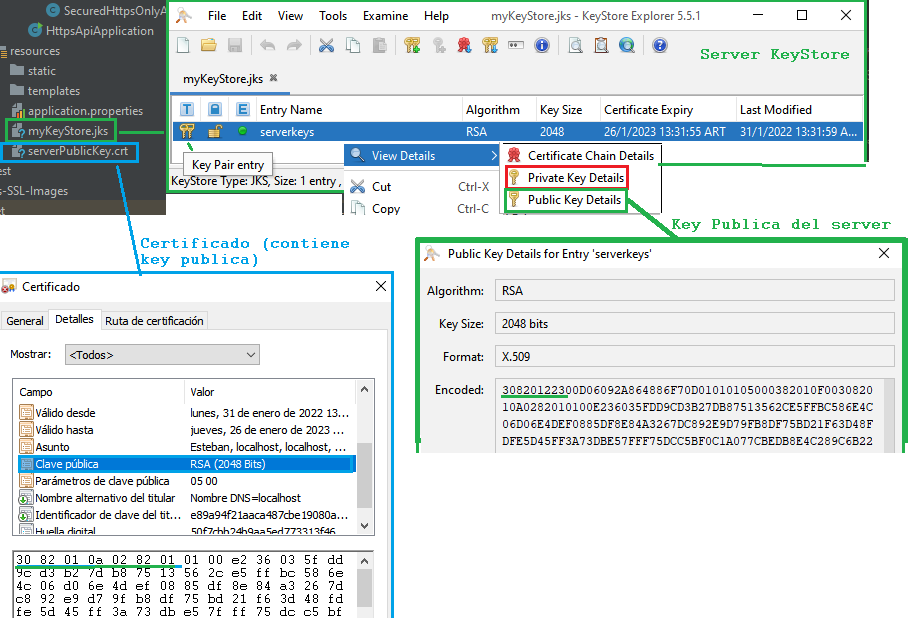 SecuredHttpsOnlyA
HttpsApiApplication
resources
static
templates
application.properties
myKeyStore.jks
serverPublicKey.crt
est
s-SSL-Images
File Edit View Tools Examine Help myKeyStore.jks - KeyStore Explorer 5.5.1
Server KeyStore
myKeyStore.jks
T E Entry Name Algorithm Key Size Certificate Expiry Last Modified
serverkeys RSA 2048 26/1/2023 13:31:55 ART 31/1/2022 13:31:59 A...
Key Pair entry
KeyStore Type: JKS, Size: 1 entry,
View Details
Cut Ctrl-X
Copy Ctrl-C
Certificate Chain Details
Private Key Details
Public Key Details
Key Publica del server
Certificado (contiene
key publica)
Certificado
General Detalles Ruta de certificación
Mostrar: <Todos>
Campo Valor
Válido desde lunes, 31 de enero de 2022 13...
Válido hasta jueves, 26 de enero de 2023 ...
Asunto Esteban, localhost, localhost, ...
Clave pública RSA (2048 Bits)
Parámetros de clave pública 05 00
Nombre alternativo del titular Nombre DNS=localhost
Identificador de clave del tit... e89a94f21aaca487cbe19080a...
Huella digital 50f7cbb24b9aa5ed773313f46
30 82 01 0a 02 82 01 01 00 e2 36 03 5f dd
9c d3 b2 7d b8 75 13 56 2c e5 ff bc 58 6e
4c 06 d0 6e 4d ef 08 85 df 8e 84 a3 26 7d
c8 92 e9 d7 9f b8 df 75 bd 21 f6 3d 48 fd
fe 5d 45 ff 3a 73 db e5 7f ff 75 dc c5 bf
Public Key Details for Entry 'serverkeys'
Algorithm: RSA
Key Size: 2048 bits
Format: X.509
Encoded: 30820122300D06092A864886F70D01010105000382010F0030820
10A0282010100E236035FDD9CD3B27DB87513562CE5FFBC586E4C
06D06E4DEF0885DF8E84A3267DC892E9D79FB8DF75BD21F63D48F
DFE5D45FF3A73DBE57FFF75DCC5BF0C1A077CBEDB8E4C289C6B22